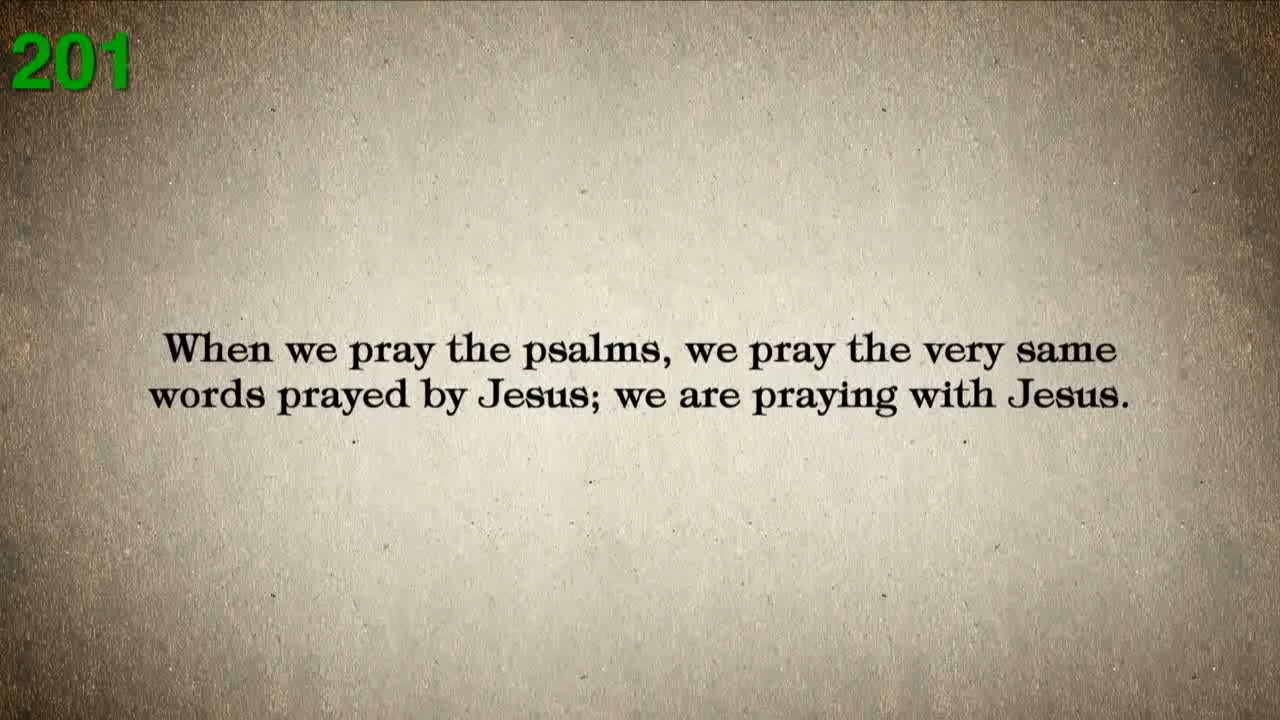 201
When we pray the psalms, we pray the very same
words prayed by Jesus; we are praying with Jesus.